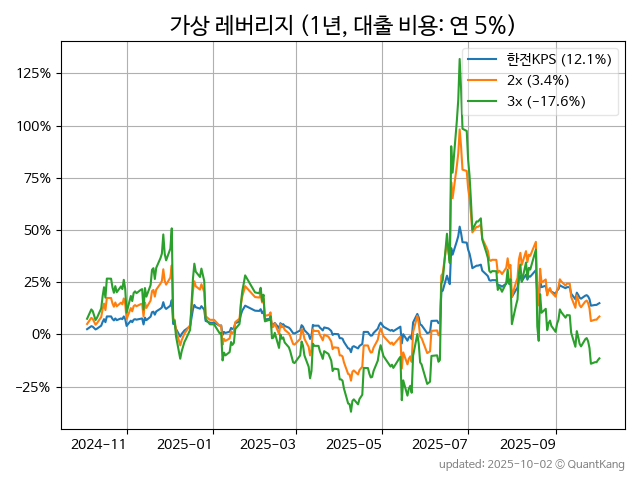 가상 레버리지 (1년, 대출 비용: 연 5%)
한전KPS (12.1%)
2x (3.4%)
3x (−17.6%)
125%
100%
75%
50%
25%
0%
−25%
2024-11
2025-01
2025-03
2025-05
2025-07
2025-09
updated: 2025-10-02 © QuantKang